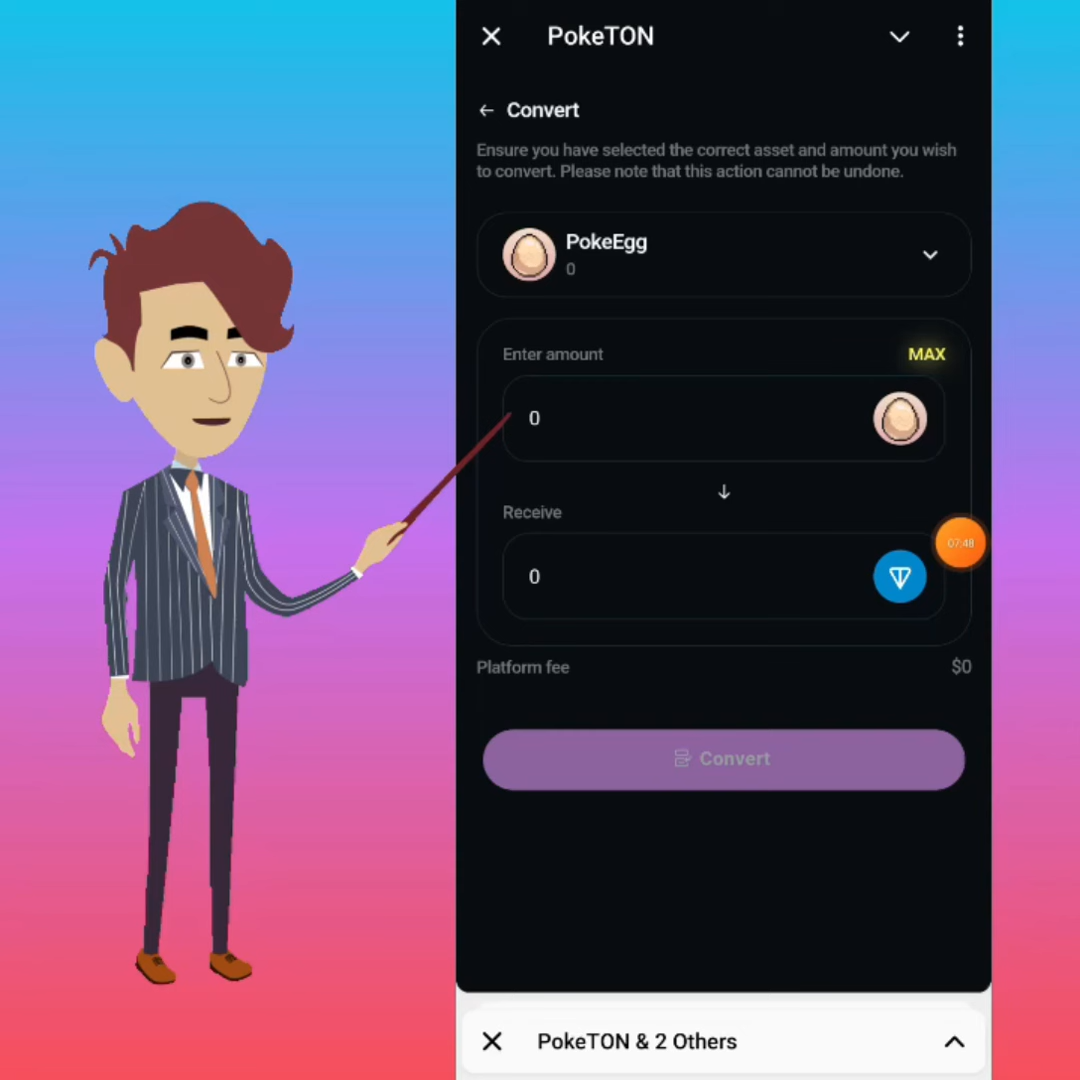 PokeTON
Convert
Ensure you have selected the correct asset and amount you wish
to convert. Please note that this action cannot be undone.
PokeEgg
0
Enter amount
MAX
0
Receive
07:48
0
Platform fee
$0
Convert
PokeTON & 2 Others